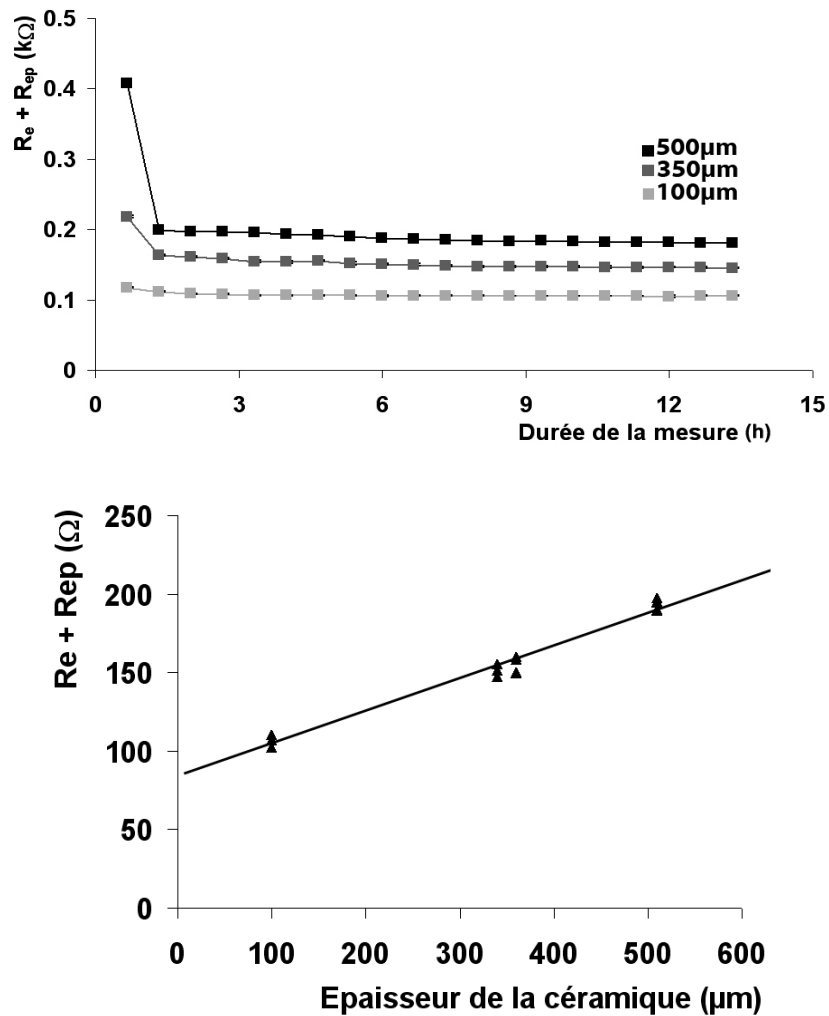 0.5
0.4
0.3
0.2
0.1
0
Rₑ + Rₑₚ (kΩ)
500µm
350µm
100µm
0 3 6 9 12 15
Durée de la mesure (h)
250
200
150
100
50
0
Re + Rep (Ω)
0 100 200 300 400 500 600
Epaisseur de la céramique (µm)